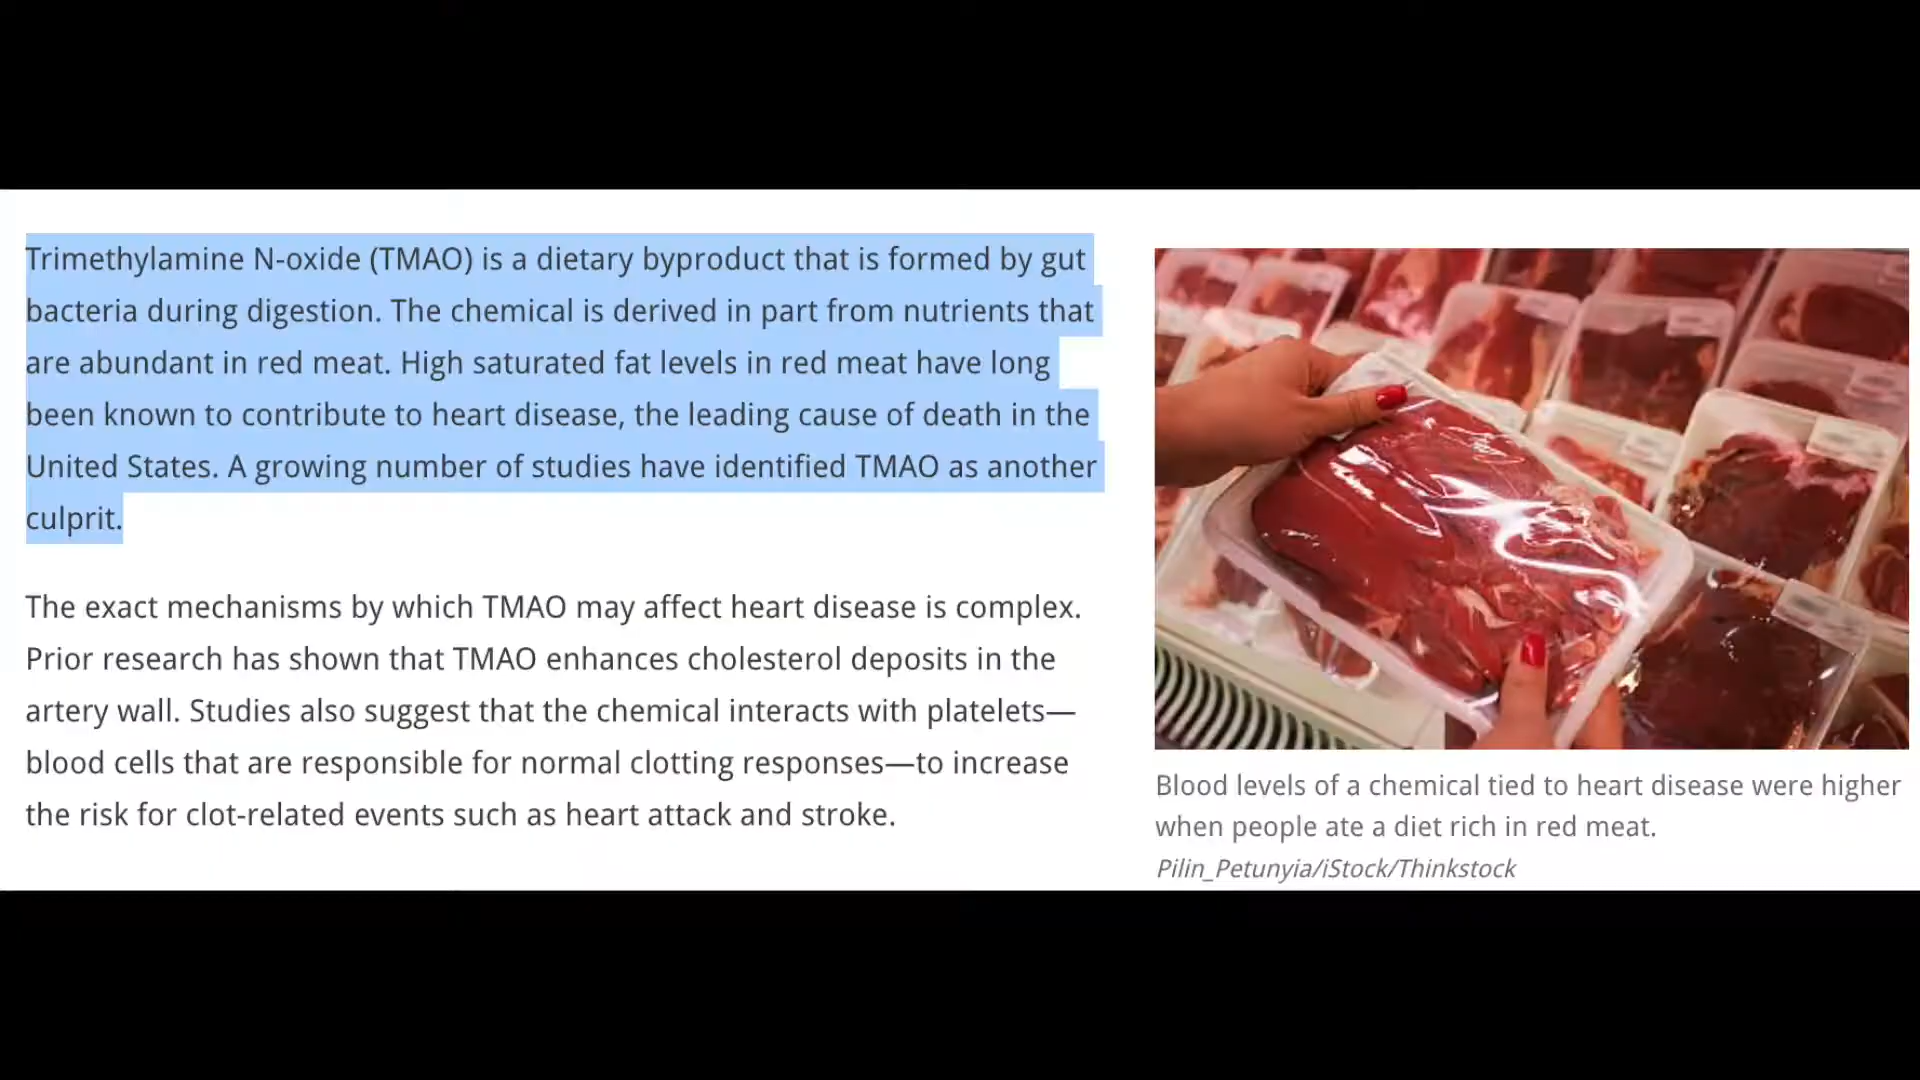 Trimethylamine N-oxide (TMAO) is a dietary byproduct that is formed by gut
bacteria during digestion. The chemical is derived in part from nutrients that
are abundant in red meat. High saturated fat levels in red meat have long
been known to contribute to heart disease, the leading cause of death in the
United States. A growing number of studies have identified TMAO as another
culprit.
The exact mechanisms by which TMAO may affect heart disease is complex.
Prior research has shown that TMAO enhances cholesterol deposits in the
artery wall. Studies also suggest that the chemical interacts with platelets—
blood cells that are responsible for normal clotting responses—to increase
the risk for clot-related events such as heart attack and stroke.
Blood levels of a chemical tied to heart disease were higher
when people ate a diet rich in red meat.
Pilin_Petunyia/iStock/Thinkstock